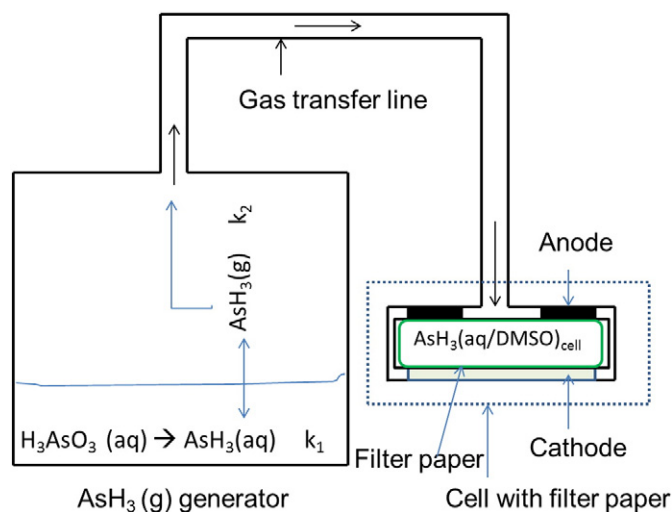 Gas transfer line
k₂
AsH₃(g)
H₃AsO₃ (aq) → AsH₃(aq) k₁
AsH₃ (g) generator
Anode
AsH₃(aq/DMSO)cell
Filter paper
Cathode
Cell with filter paper